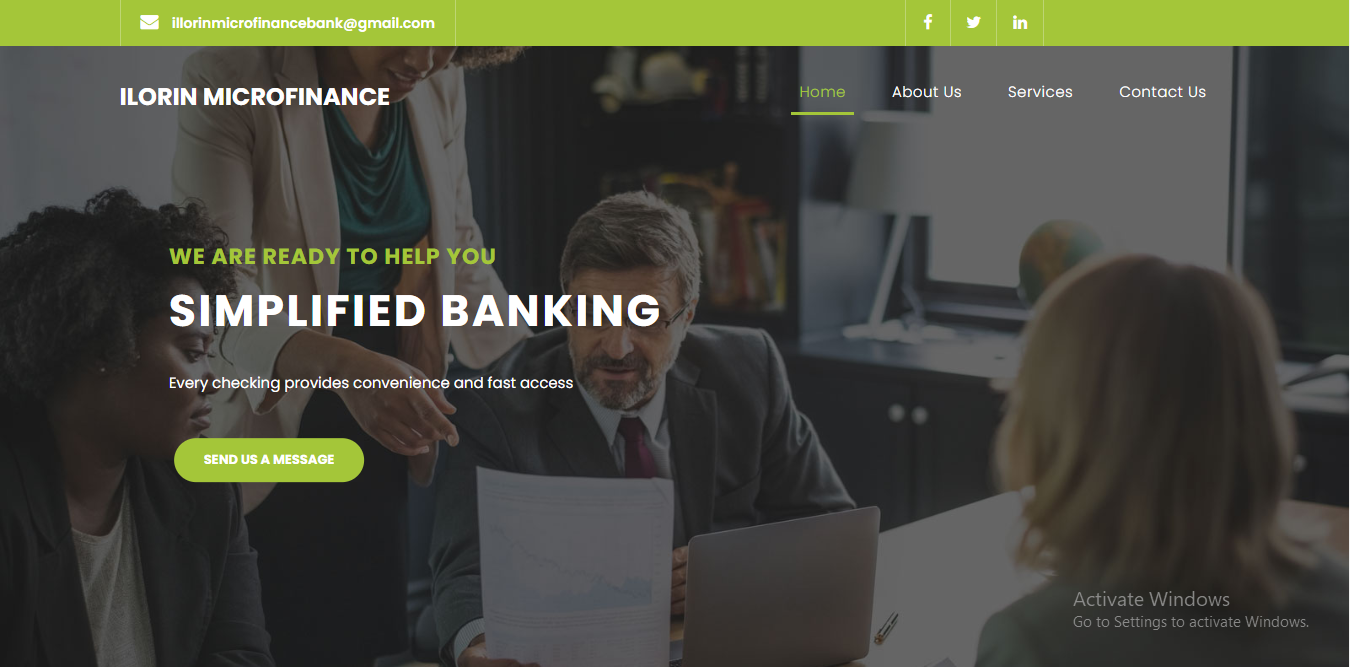 illorinmicrofinancebank@gmail.com
ILORIN MICROFINANCE
Home About Us Services Contact Us
WE ARE READY TO HELP YOU
SIMPLIFIED BANKING
Every checking provides convenience and fast access
SEND US A MESSAGE
Activate Windows
Go to Settings to activate Windows.